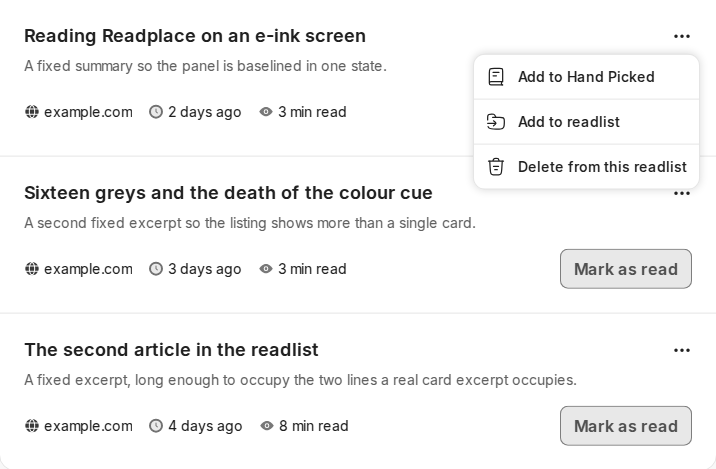 Reading Readplace on an e-ink screen
A fixed summary so the panel is baselined in one state.
example.com 2 days ago 3 min read
Add to Hand Picked
Add to readlist
Delete from this readlist
Sixteen greys and the death of the colour cue
A second fixed excerpt so the listing shows more than a single card.
example.com 3 days ago 3 min read
Mark as read
The second article in the readlist
A fixed excerpt, long enough to occupy the two lines a real card excerpt occupies.
example.com 4 days ago 8 min read
Mark as read